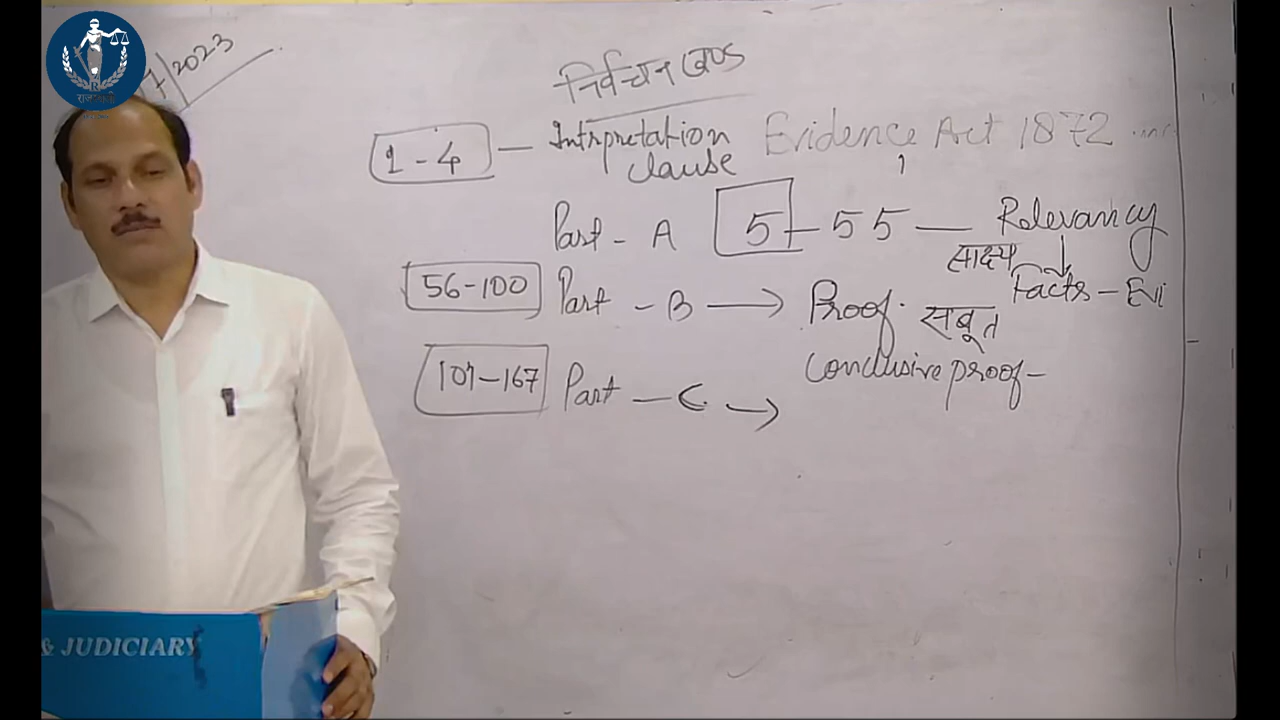 7/2023
निर्वचन खण्ड
1 - 4 — Intrpretation clause Evidence Act 1872
Part - A 5 - 55 — Relevancy
साक्ष्य Facts - Evi
56-100 Part - B → Proof. सबूत
Conclusive proof -
101-167 Part - C. →
& JUDICIARY